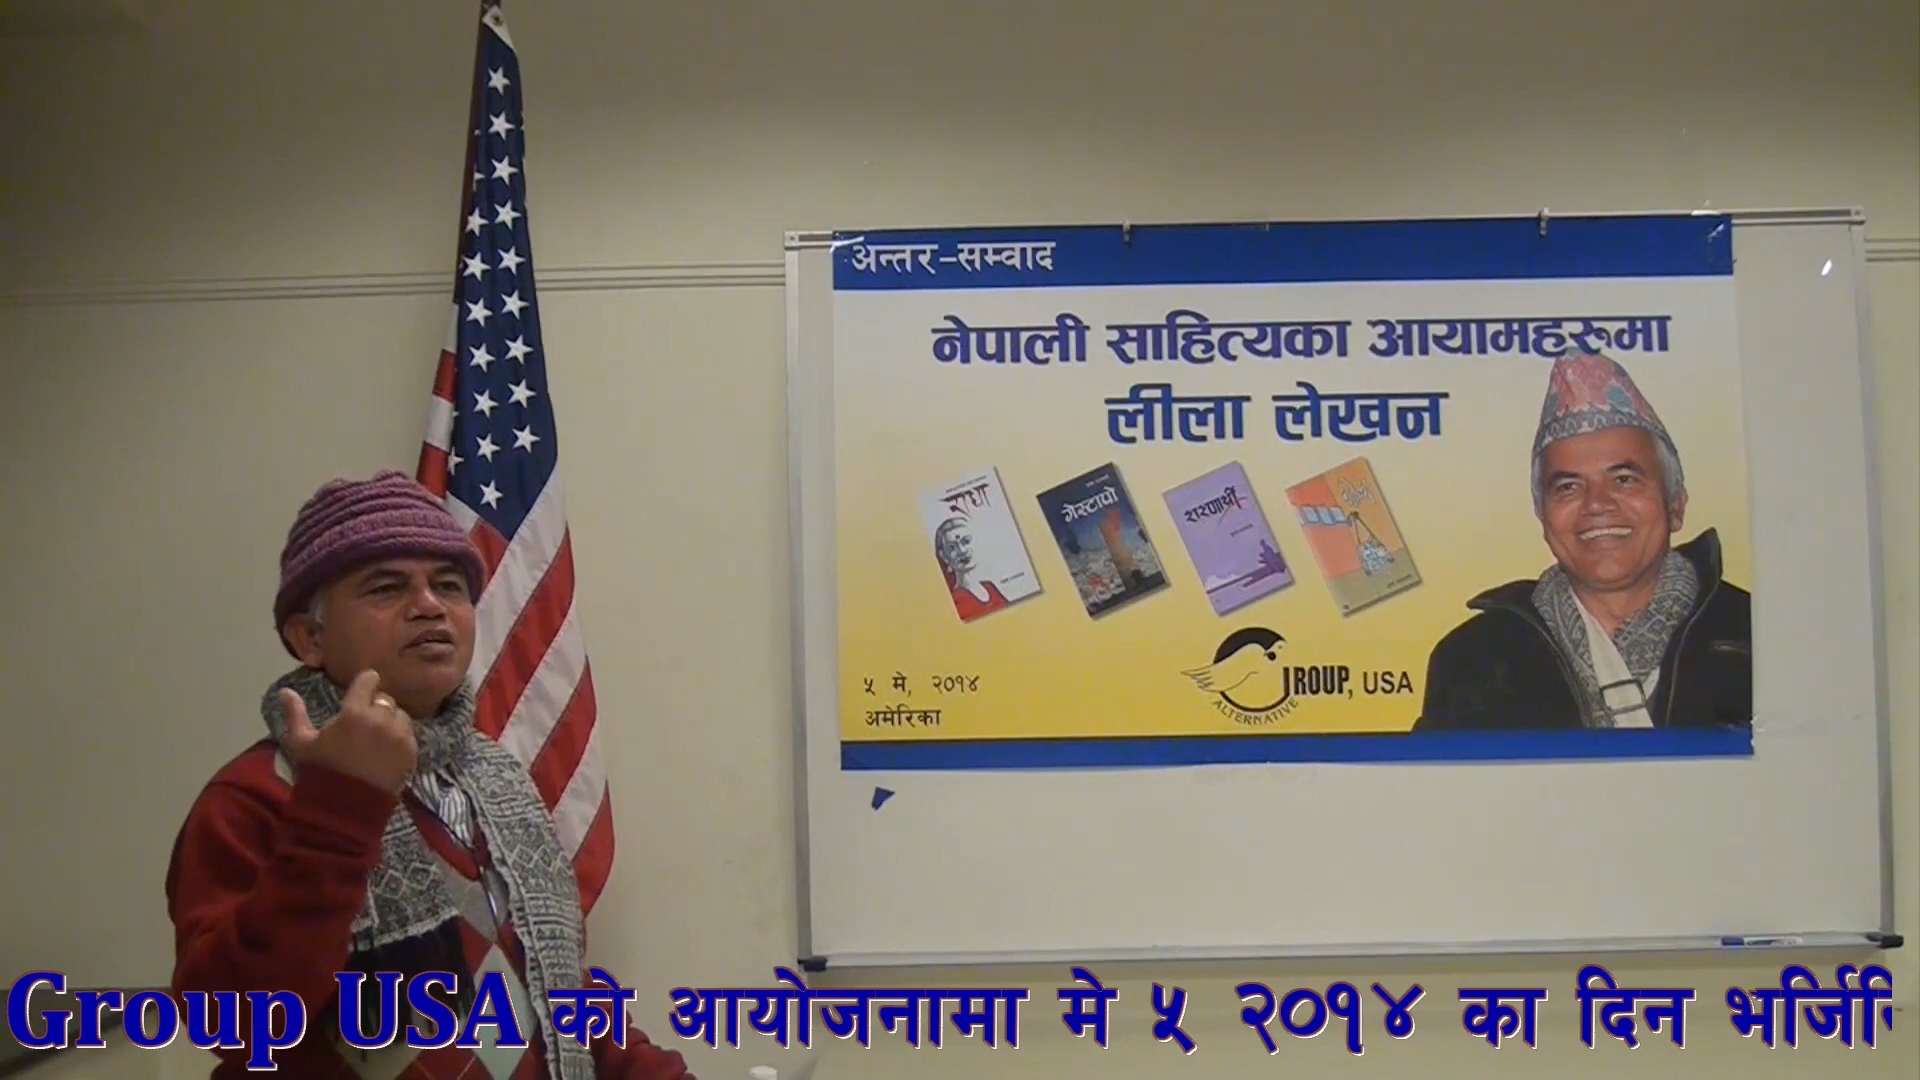 अन्तर-सम्वाद
नेपाली साहित्यका आयामहरूमा
लीला लेखन
राधा
गेस्टापो
शरणार्थी
५ मे, २०१४
अमेरिका
GROUP, USA
ALTERNATIVE
Group USA को आयोजनामा मे ५ २०१४ का दिन भर्जि